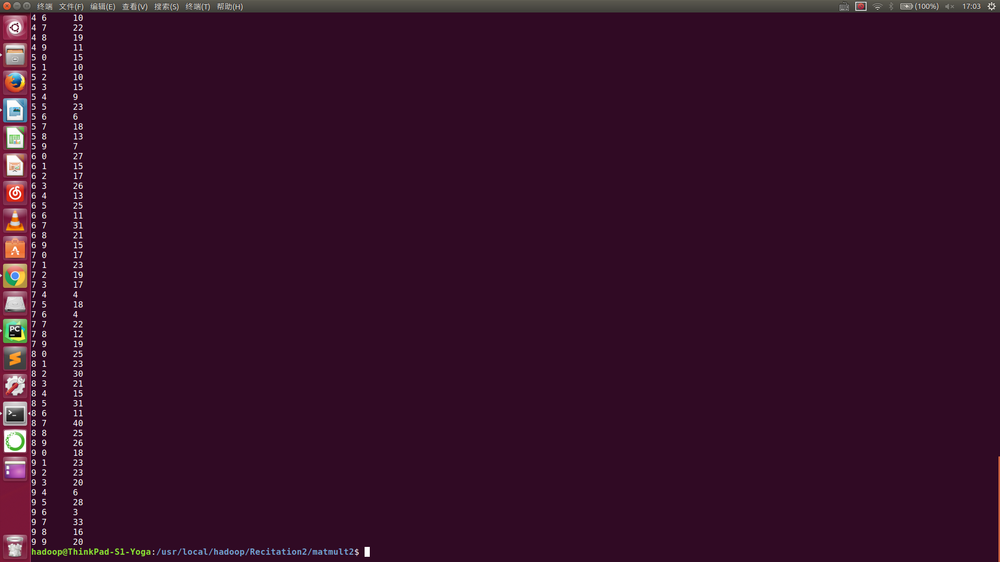 终端 文件(F) 编辑(E) 查看(V) 搜索(S) 终端(T) 帮助(H) (100%) 17:03
4 6 10
4 7 22
4 8 19
4 9 11
5 0 15
5 1 10
5 2 10
5 3 15
5 4 9
5 5 23
5 6 6
5 7 18
5 8 13
5 9 7
6 0 27
6 1 15
6 2 17
6 3 26
6 4 13
6 5 25
6 6 11
6 7 31
6 8 21
6 9 15
7 0 17
7 1 23
7 2 19
7 3 17
7 4 4
7 5 18
7 6 4
7 7 22
7 8 12
7 9 19
8 0 25
8 1 23
8 2 30
8 3 21
8 4 15
8 5 31
8 6 11
8 7 40
8 8 25
8 9 26
9 0 18
9 1 23
9 2 23
9 3 20
9 4 6
9 5 28
9 6 3
9 7 33
9 8 16
9 9 20
hadoop@ThinkPad-S1-Yoga:/usr/local/hadoop/Recitation2/matmult2$
PC